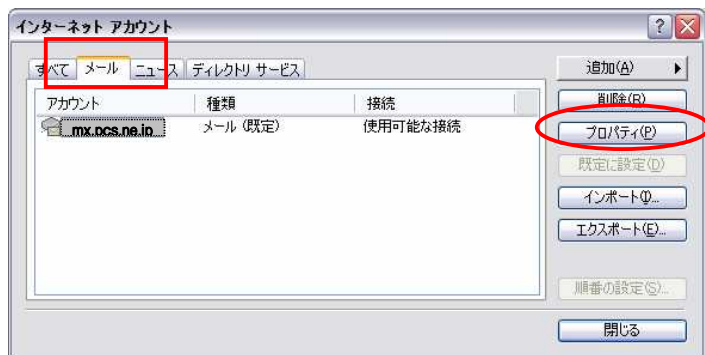 インターネット アカウント
すべて メール ニュース ディレクトリ サービス
追加(A)
アカウント 種類 接続
削除(R)
mx.pcs.ne.jp メール (既定) 使用可能な接続
プロパティ(P)
既定に設定(D)
インポート(I)...
エクスポート(E)...
順番の設定(S)...
閉じる